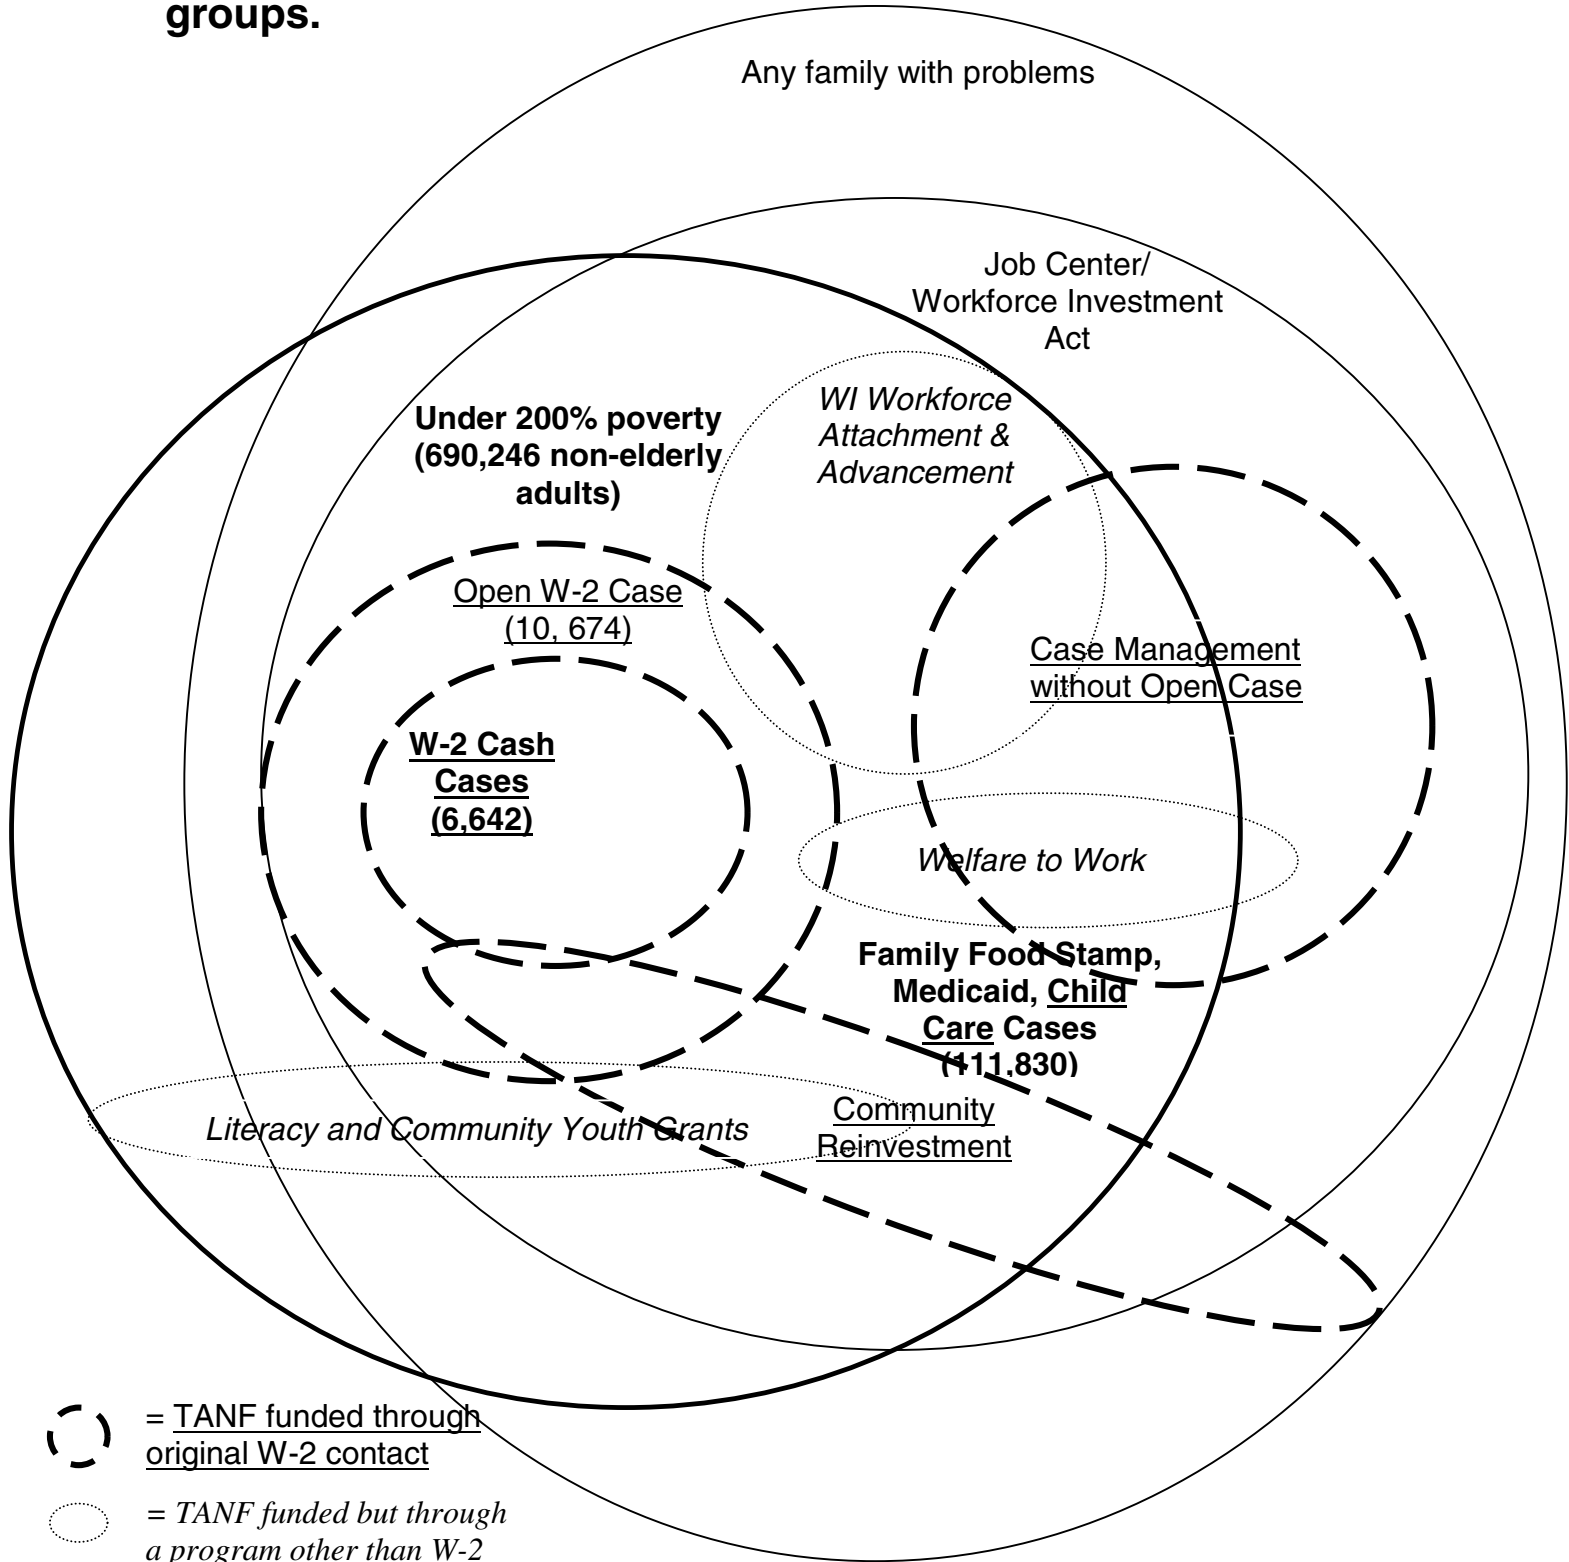 groups.
Any family with problems
Job Center/
Workforce Investment
Act
WI Workforce
Attachment &
Advancement
Under 200% poverty
(690,246 non-elderly
adults)
Open W-2 Case
(10, 674)
Case Management
without Open Case
W-2 Cash
Cases
(6,642)
Welfare to Work
Family Food Stamp,
Medicaid, Child
Care Cases
(111,830)
Community
Reinvestment
Literacy and Community Youth Grants
= TANF funded through
original W-2 contact
= TANF funded but through
a program other than W-2